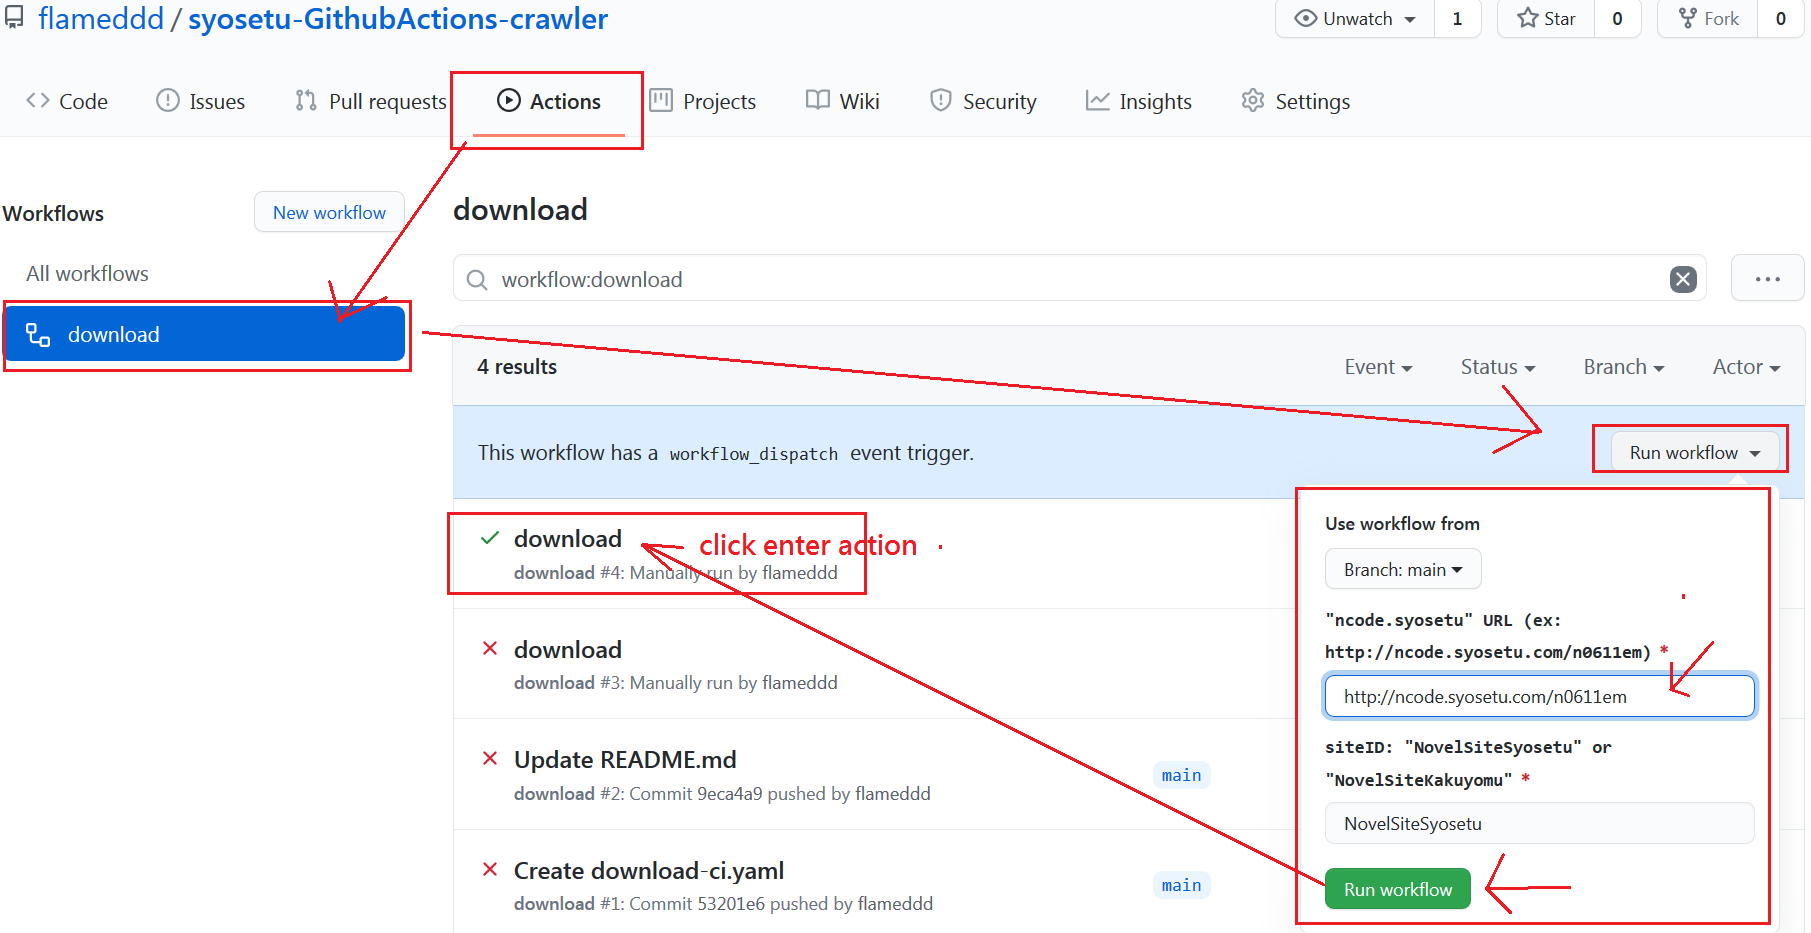 flameddd / syosetu-GithubActions-crawler
Unwatch 1 Star 0 Fork 0
Code Issues Pull requests Actions Projects Wiki Security Insights Settings
Workflows
New workflow
All workflows
download
download
workflow:download
4 results
Event Status Branch Actor
This workflow has a workflow_dispatch event trigger.
Run workflow
download
click enter action
download #4: Manually run by flameddd
download
download #3: Manually run by flameddd
Update README.md
download #2: Commit 9eca4a9 pushed by flameddd
main
Create download-ci.yaml
download #1: Commit 53201e6 pushed by flameddd
main
Use workflow from
Branch: main
"ncode.syosetu" URL (ex:
http://ncode.syosetu.com/n0611em) *
http://ncode.syosetu.com/n0611em
siteID: "NovelSiteSyosetu" or
"NovelSiteKakuyomu" *
NovelSiteSyosetu
Run workflow